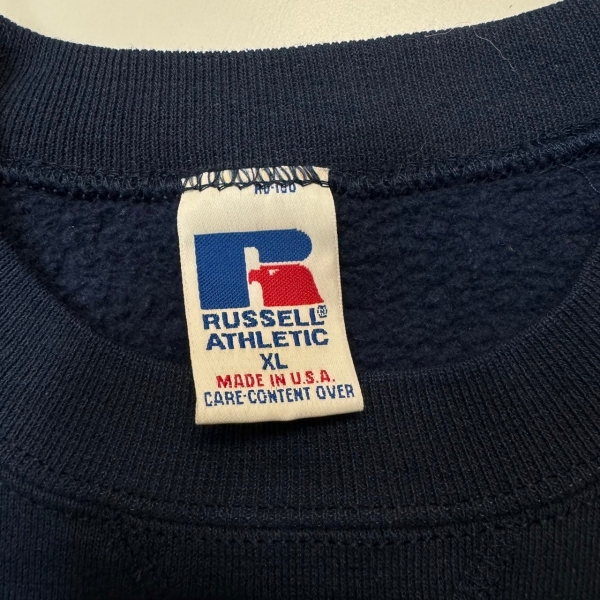 RUSSELL®
ATHLETIC
XL
MADE IN U.S.A.
CARE-CONTENT OVER